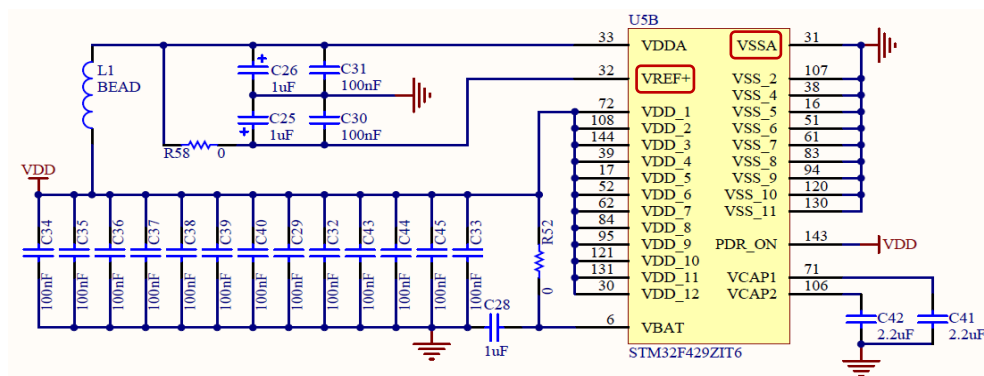 U5B
33 VDDA VSSA 31
32 VREF+ VSS_2 107
VSS_4 38
72 VDD_1 VSS_5 16
108 VDD_2 VSS_6 51
144 VDD_3 VSS_7 61
39 VDD_4 VSS_8 83
17 VDD_5 VSS_9 94
52 VDD_6 VSS_10 120
62 VDD_7 VSS_11 130
84 VDD_8
95 VDD_9 PDR_ON 143 VDD
121 VDD_10
131 VDD_11 VCAP1 71
30 VDD_12 VCAP2 106
6 VBAT
STM32F429ZIT6
L1
BEAD
C26
1uF
C31
100nF
C25
1uF
C30
100nF
R58 0
VDD
C34 100nF
C35 100nF
C36 100nF
C37 100nF
C38 100nF
C39 100nF
C40 100nF
C29 100nF
C32 100nF
C43 100nF
C44 100nF
C45 100nF
C33 100nF
R52 0
C28
1uF
C42
2.2uF
C41
2.2uF